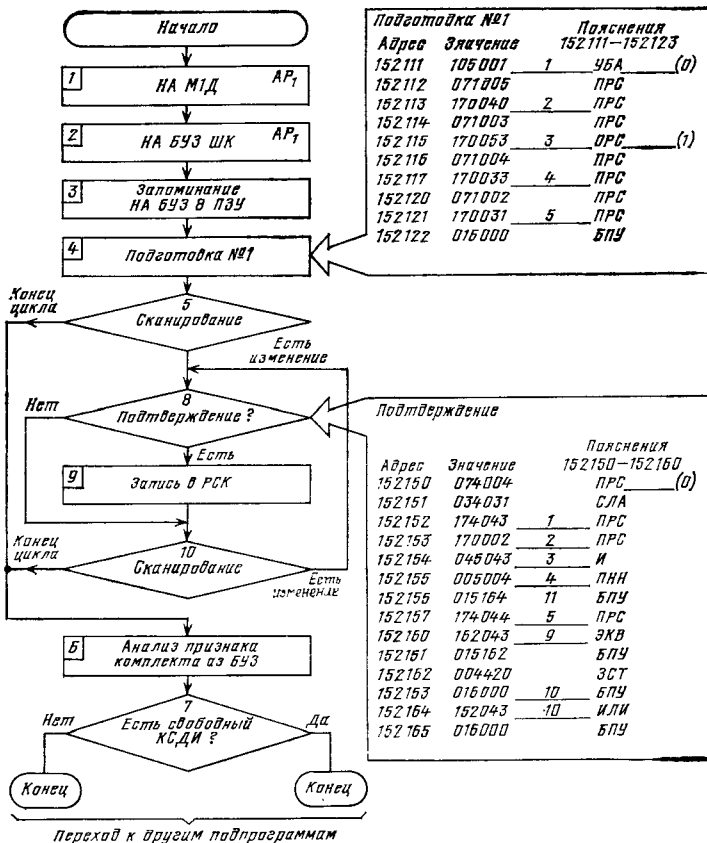 Начало
1 НА М1Д АР₁
2 НА БУЗ ШК АР₁
3 Запоминание
НА БУЗ В ПЗУ
4 Подготовка №1
Конец
цикла
5
Сканирование
Есть
изменение
Нет
8
Подтверждение ?
Есть
9 Запись в РСК
Конец
цикла
10
Сканирование
Есть
изменение
Б Анализ признака
комплекта из БУЗ
7
Нет
Есть свободный
КСДИ ?
Да
Конец
Конец
Переход к другим подпрограммам
Подготовка №1
Пояснения
Адрес Значение 152111—152123
152111 105001 1 УБА (0)
152112 071005 ПРС
152113 170040 2 ПРС
152114 071003 ПРС
152115 170053 3 ОРС (1)
152116 071004 ПРС
152117 170033 4 ПРС
152120 071002 ПРС
152121 170031 5 ПРС
152122 016000 БПУ
Подтдерждение
Пояснения
Адрес Значение 152150—152160
152150 074004 ПРС (0)
152151 034031 СЛА
152152 174043 1 ПРС
152153 170002 2 ПРС
152154 045043 3 И
152155 005004 4 ПНН
152156 015164 11 БПУ
152157 174044 5 ПРС
152160 162043 9 ЭКВ
152161 015162 БПУ
152162 004420 ЗСТ
152163 016000 10 БПУ
152164 152043 10 ИЛИ
152165 016000 БПУ